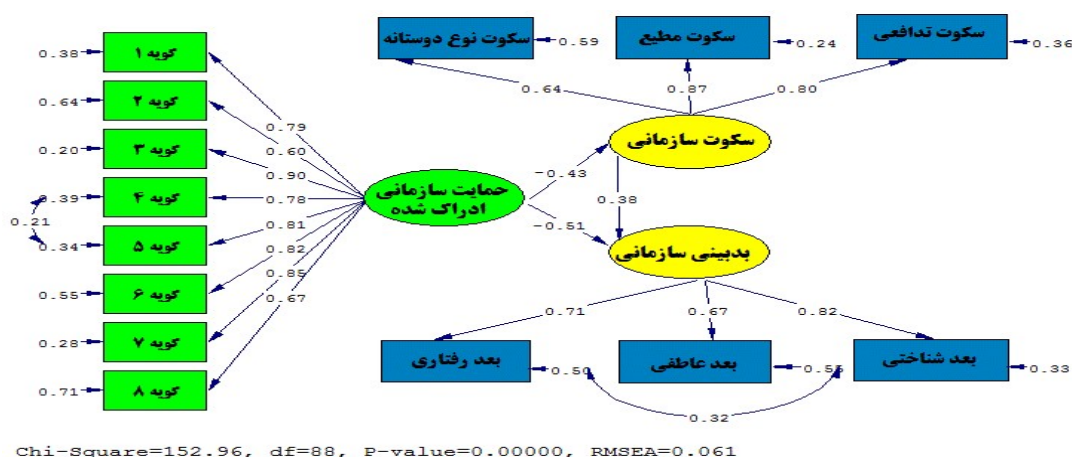 سکوت نوع دوستانه
0.59
سکوت مطیع
0.24
سکوت تدافعی
0.36
0.64
0.87
0.80
0.38
گویه ۱
0.64
گویه ۲
0.20
گویه ۳
0.39
گویه ۴
0.21
0.34
گویه ۵
0.55
گویه ۶
0.28
گویه ۷
0.71
گویه ۸
0.79
0.60
0.90
0.78
0.81
0.82
0.85
0.67
حمایت سازمانی
ادراک شده
-0.43
-0.51
سکوت سازمانی
0.38
بدبینی سازمانی
0.71
0.67
0.82
بعد رفتاری
0.50
بعد عاطفی
0.55
بعد شناختی
0.33
0.32
Chi-Square=152.96, df=88, P-value=0.00000, RMSEA=0.061